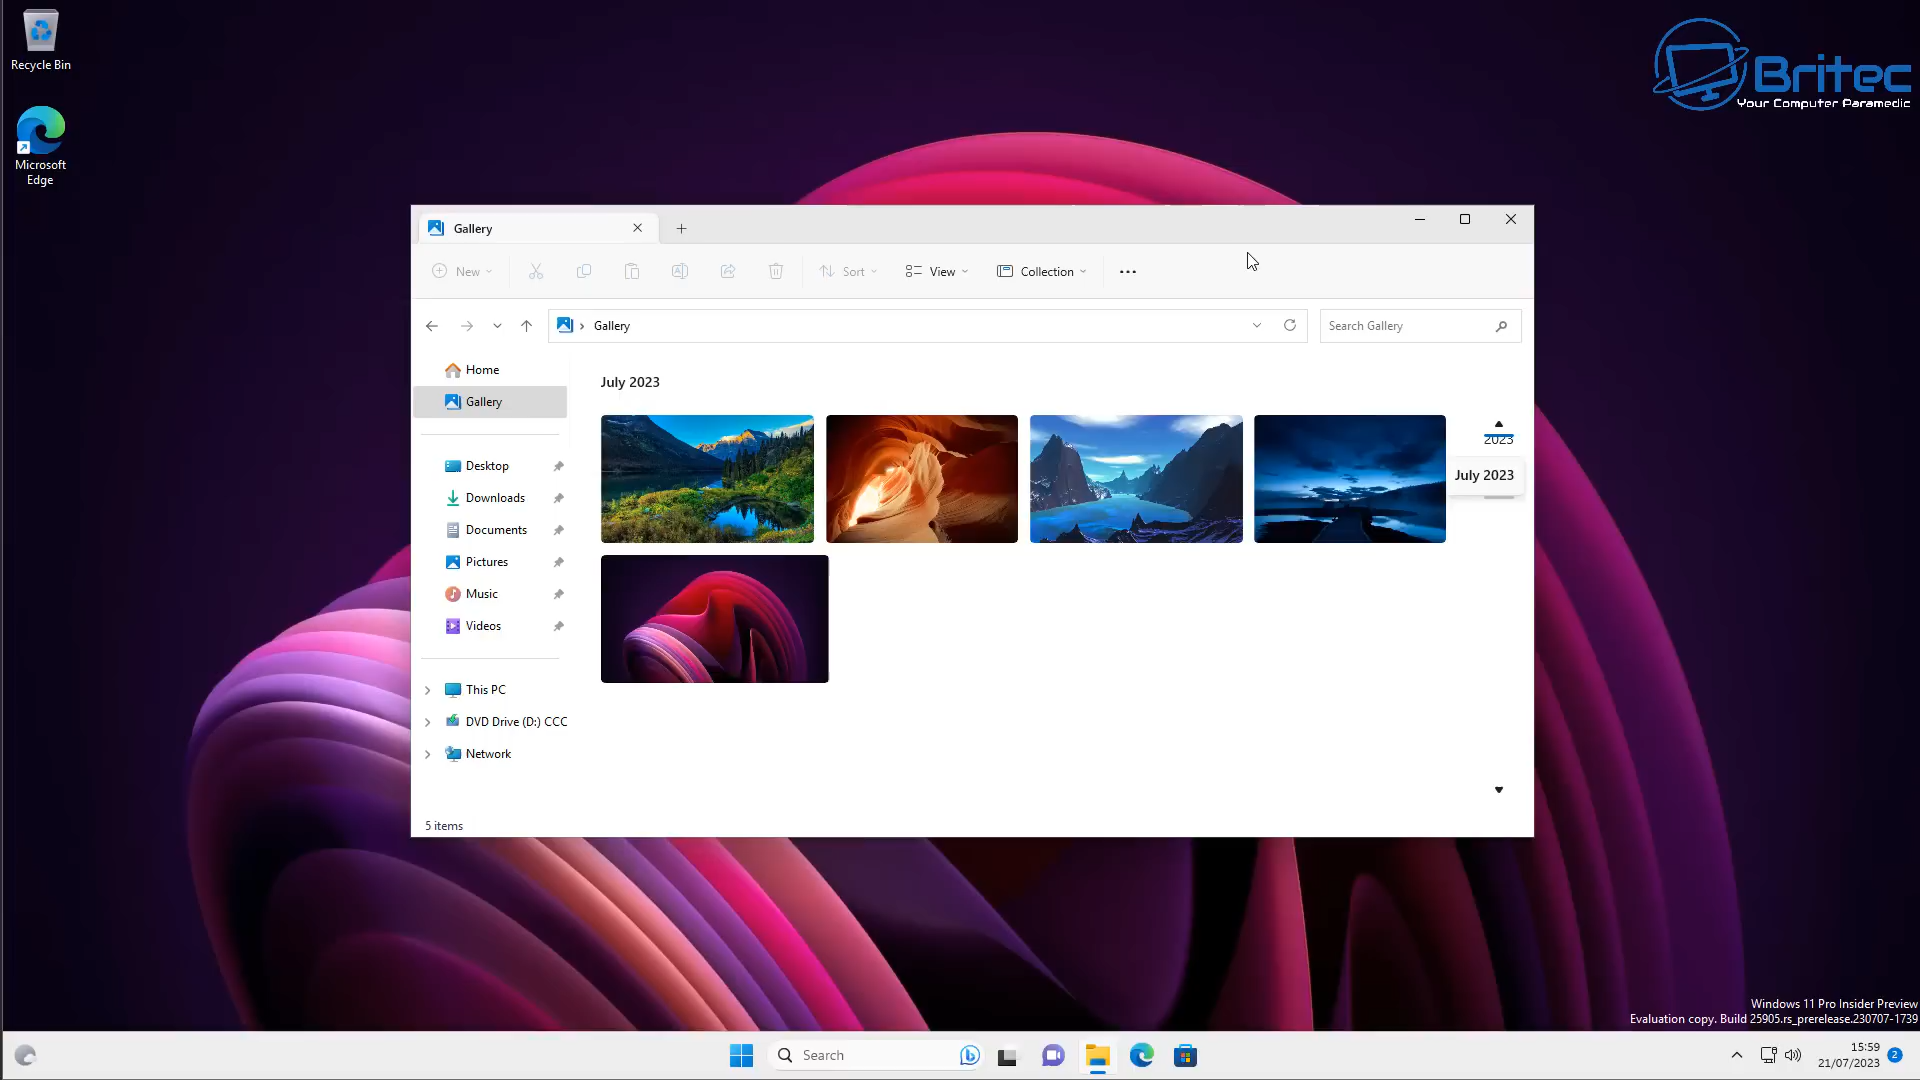 Recycle Bin
Microsoft
Edge
Britec
Your Computer Paramedic
Gallery
New
Sort
View
Collection
Gallery
Search Gallery
Home
Gallery
Desktop
Downloads
Documents
Pictures
Music
Videos
This PC
DVD Drive (D:) CCC
Network
July 2023
2023
July 2023
5 items
Windows 11 Pro Insider Preview
Evaluation copy. Build 25905.rs_prerelease.230707-1739
Search
15:59
21/07/2023
2